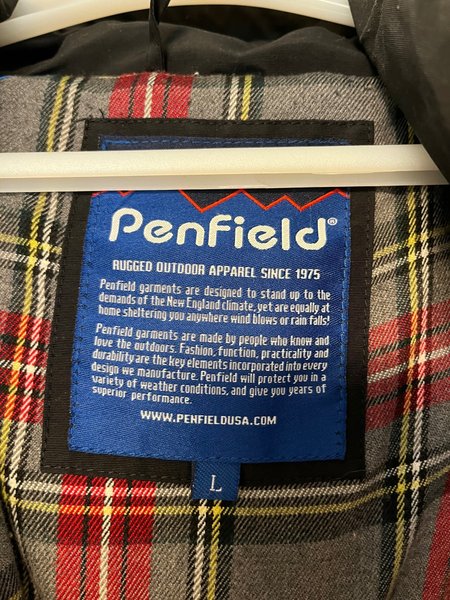 Penfield®
RUGGED OUTDOOR APPAREL SINCE 1975
Penfield garments are designed to stand up to the
demands of the New England climate, yet are equally at
home sheltering you anywhere wind blows or rain falls!
Penfield garments are made by people who know and
love the outdoors. Fashion, function, practicality and
durability are the key elements incorporated into every
design we manufacture. Penfield will protect you in a
variety of weather conditions, and give you years of
superior performance.
WWW.PENFIELDUSA.COM
L